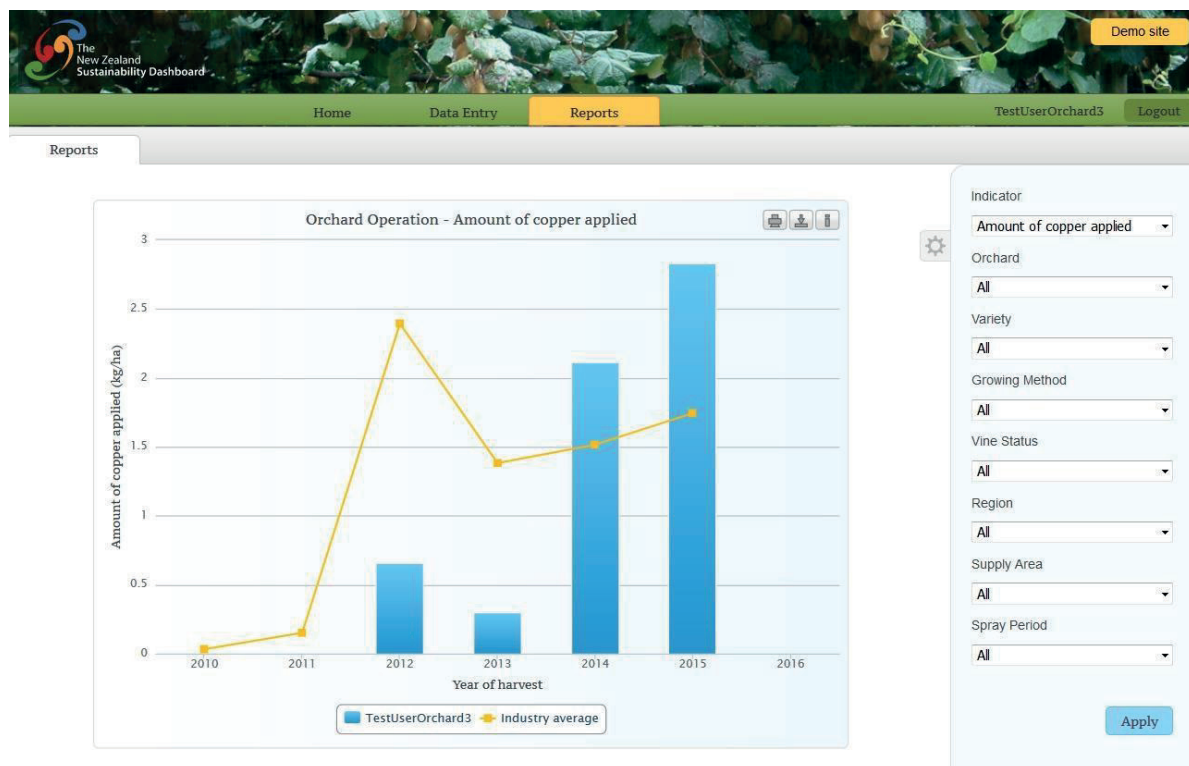 The
New Zealand
Sustainability Dashboard
Demo site
Home Data Entry Reports TestUserOrchard3 Logout
Reports
Orchard Operation - Amount of copper applied
Amount of copper applied (kg/ha)
3
2.5
2
1.5
1
0.5
0
2010 2011 2012 2013 2014 2015 2016
Year of harvest
TestUserOrchard3 Industry average
Indicator
Amount of copper applied
Orchard
All
Variety
All
Growing Method
All
Vine Status
All
Region
All
Supply Area
All
Spray Period
All
Apply